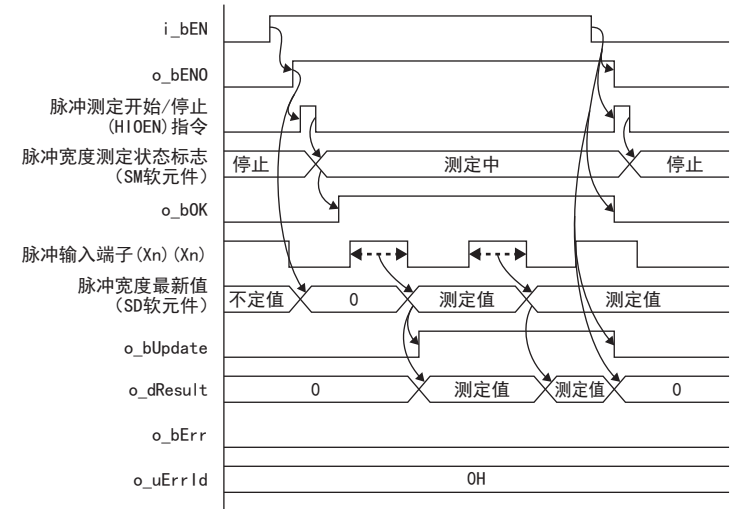 i_bEN
o_bENO
脉冲测定开始/停止
(HIOEN)指令
脉冲宽度测定状态标志
（SM软元件）
停止 测定中 停止
o_bOK
脉冲输入端子(Xn)(Xn)
脉冲宽度最新值
（SD软元件）
不定值 0 测定值 测定值
o_bUpdate
o_dResult
0 测定值 测定值 0
o_bErr
o_uErrId
0H